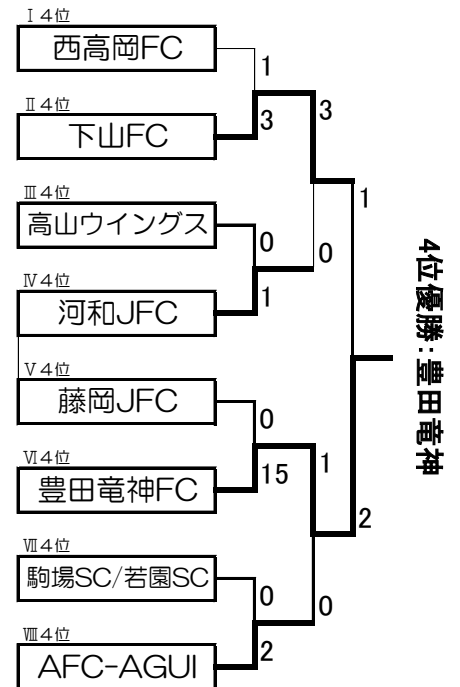 Ⅰ4位
西高岡FC
1
3
Ⅱ4位
3
下山FC
1
Ⅲ4位
高山ウイングス
0
0
Ⅳ4位
1
河和JFC
4位優勝:豊田竜神
Ⅴ4位
藤岡JFC
0
Ⅵ4位
15
1
豊田竜神FC
2
Ⅶ4位
駒場SC/若園SC
0
0
Ⅷ4位
2
AFC-AGUI